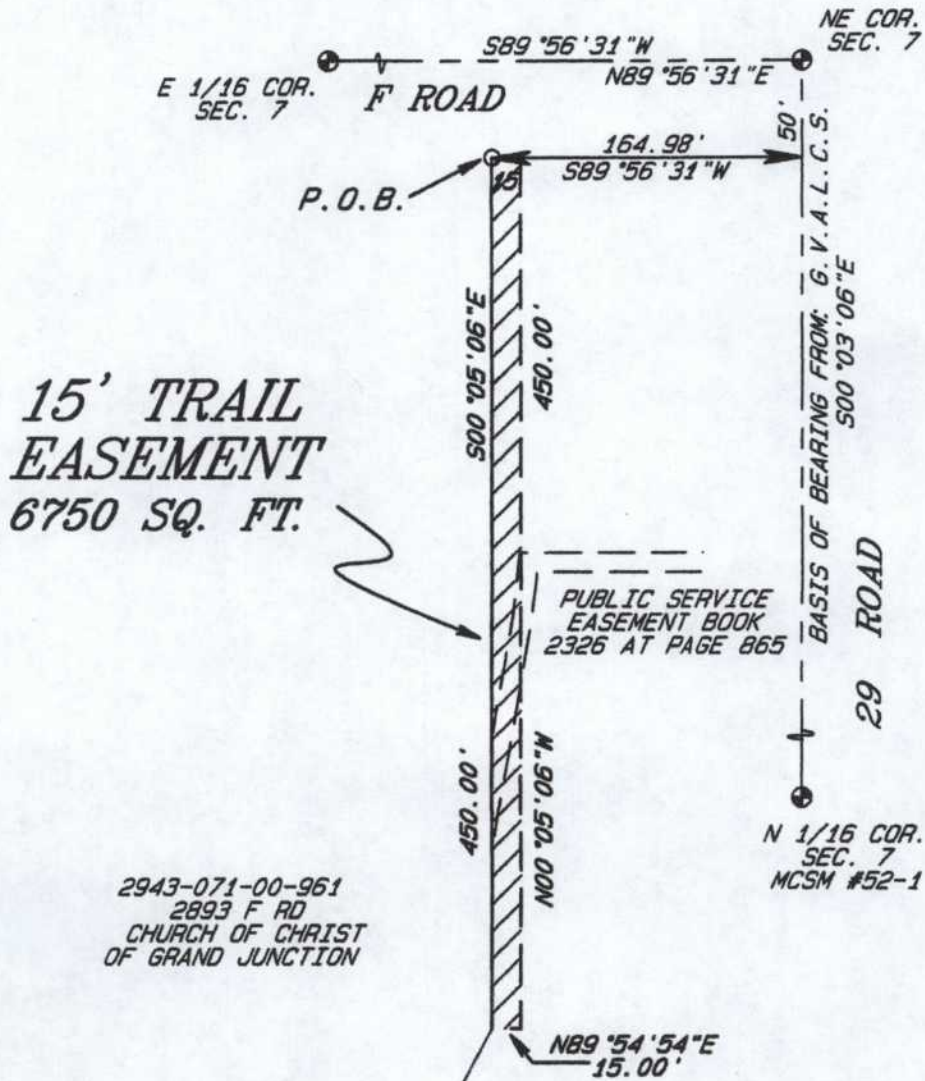 NE COR.
SEC. 7
S89°56'31"W
N89°56'31"E
E 1/16 COR.
SEC. 7
F ROAD
50'
164.98'
S89°56'31"W
15'
P.O.B.
BASIS OF BEARING FROM: G.V.A.L.C.S.
S00°03'06"E
S00°05'06"E
450.00'
15' TRAIL
EASEMENT
6750 SQ. FT.
PUBLIC SERVICE
EASEMENT BOOK
2326 AT PAGE 865
29 ROAD
450.00'
N00°05'06"W
N 1/16 COR.
SEC. 7
MCSM #52-1
2943-071-00-961
2893 F RD
CHURCH OF CHRIST
OF GRAND JUNCTION
N89°54'54"E
15.00'